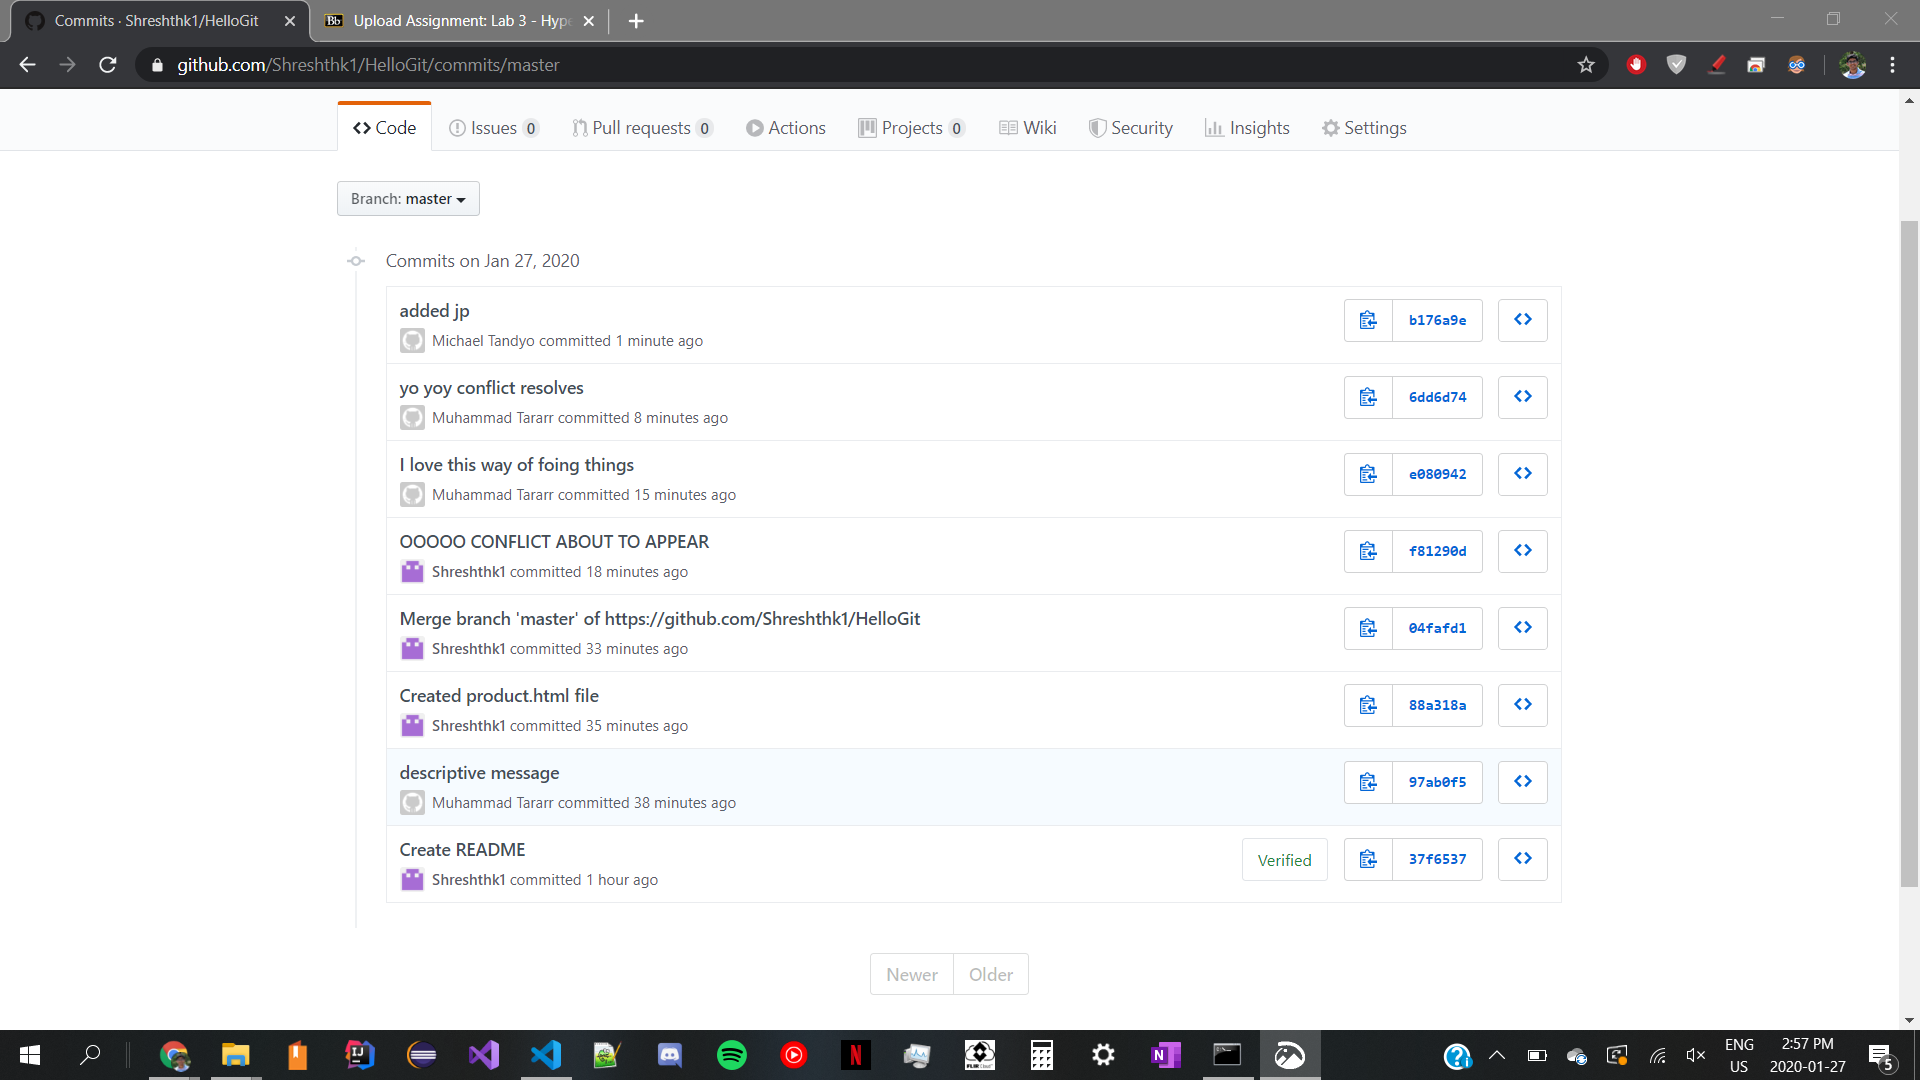 Commits · Shreshthk1/HelloGit
Bb Upload Assignment: Lab 3 - Hype
github.com/Shreshthk1/HelloGit/commits/master
Code Issues 0 Pull requests 0 Actions Projects 0 Wiki Security Insights Settings
Branch: master
Commits on Jan 27, 2020
added jp
Michael Tandyo committed 1 minute ago
b176a9e
yo yoy conflict resolves
Muhammad Tararr committed 8 minutes ago
6dd6d74
I love this way of foing things
Muhammad Tararr committed 15 minutes ago
e080942
OOOOO CONFLICT ABOUT TO APPEAR
Shreshthk1 committed 18 minutes ago
f81290d
Merge branch 'master' of https://github.com/Shreshthk1/HelloGit
Shreshthk1 committed 33 minutes ago
04fafd1
Created product.html file
Shreshthk1 committed 35 minutes ago
88a318a
descriptive message
Muhammad Tararr committed 38 minutes ago
97ab0f5
Create README
Shreshthk1 committed 1 hour ago
Verified
37f6537
Newer Older
ENG
US
2:57 PM
2020-01-27
5